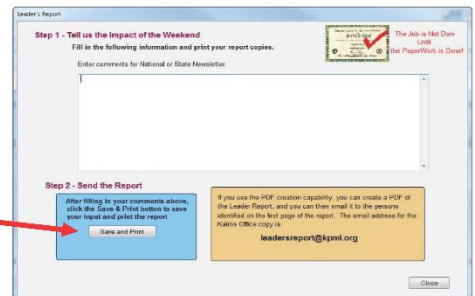 Leader's Report
Step 1 - Tell us the impact of the Weekend
Fill in the following information and print your report copies.
The Job is Not Done
Until
the PaperWork is Done!
Enter comments for National or State Newsletter.
Step 2 - Send the Report
After filling in your comments above,
click the Save & Print button to save
your input and print the report
Save and Print
If you use the PDF creation capability, you can create a PDF of
the Leader Report, and you can then email it to the persons
identified on the first page of the report. The email address for the
Kairos Office copy is:
leadersreport@kpmi.org
Close